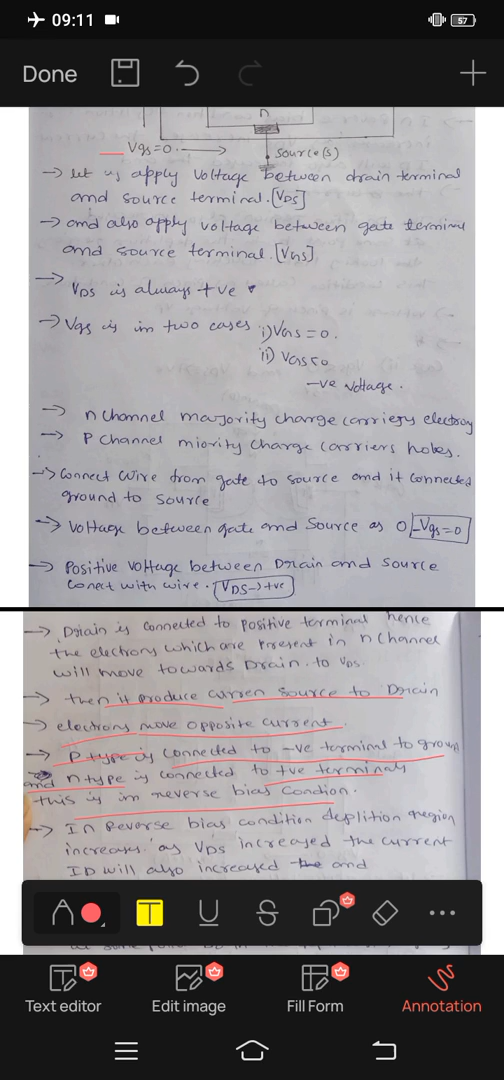 09:11
57
Done
n
Vgs=0.
source(s)
→ let us apply voltage between drain terminal
and source terminal.[VDS]
→ and also apply voltage between gate terminal
and source terminal.[VGS]
→ VDS is always +ve
→ Vgs is in two cases i) VGS = 0.
ii) VGS<0
-ve voltage.
→ n channel majority charge carriers electrons
→ P channel miority charge carriers holes.
→ connect wire from gate to source and it connected
ground to source
→ voltage between gate and source as 0 -Vgs=0
→ positive voltage between Drain and source
conect with wire. VDS→+ve
→ Drain is connected to positive terminal hence
the electrons which are present in n channel
will move towards Drain. to VDS
→ then it produce curren source to Drain
→ electrons move opposite current.
→ P type is connected to -ve terminal to groun
and n type is connected to +ve terminals
this is in reverse bias condion.
→ In reverse bias condition deplition region
increases. as VDS increased the current
ID will also increased and
T
U
S
Text editor
Edit image
Fill Form
Annotation